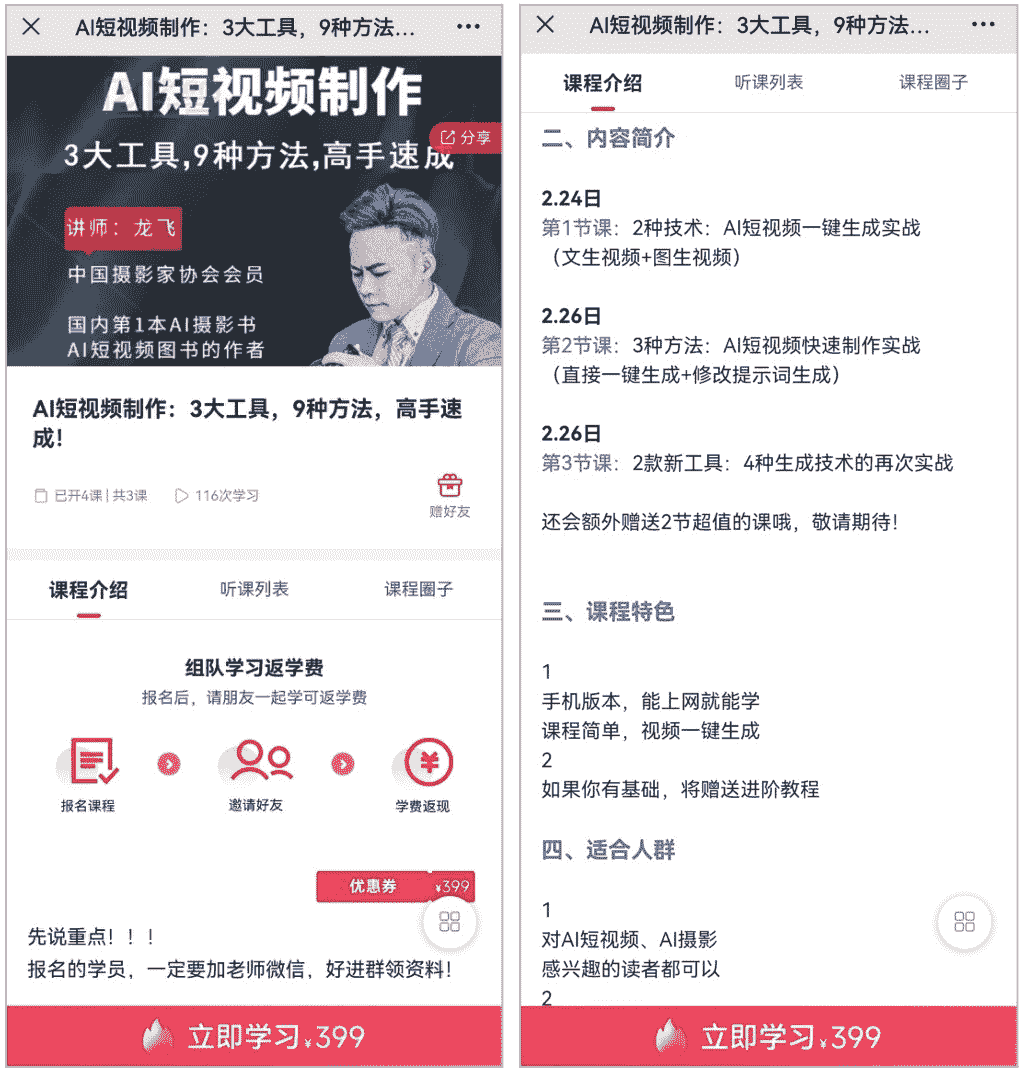 AI短视频制作：3大工具，9种方法...
AI短视频制作
分享
3大工具,9种方法,高手速成
讲师：龙飞
中国摄影家协会会员
国内第1本AI摄影书
AI短视频图书的作者
AI短视频制作：3大工具，9种方法，高手速
成！
已开4课|共3课
116次学习
赠好友
课程介绍
听课列表
课程圈子
组队学习返学费
报名后，请朋友一起学可返学费
报名课程
邀请好友
学费返现
优惠券
¥399
先说重点！！！
报名的学员，一定要加老师微信，好进群领资料！
立即学习¥399
AI短视频制作：3大工具，9种方法...
课程介绍
听课列表
课程圈子
二、内容简介
2.24日
第1节课：2种技术：AI短视频一键生成实战
（文生视频+图生视频）
2.26日
第2节课：3种方法：AI短视频快速制作实战
（直接一键生成+修改提示词生成）
2.26日
第3节课：2款新工具：4种生成技术的再次实战
还会额外赠送2节超值的课哦，敬请期待！
三、课程特色
1
手机版本，能上网就能学
课程简单，视频一键生成
2
如果你有基础，将赠送进阶教程
四、适合人群
1
对AI短视频、AI摄影
感兴趣的读者都可以
2
立即学习¥399